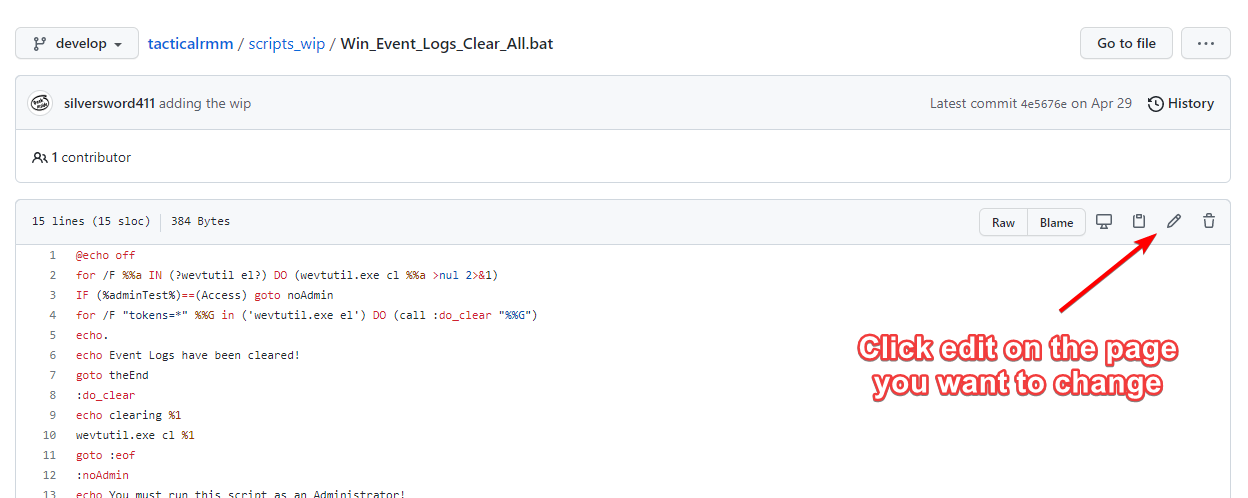 develop tacticalrmm / scripts_wip / Win_Event_Logs_Clear_All.bat Go to file ...
silversword411 adding the wip Latest commit 4e5676e on Apr 29 History
1 contributor
15 lines (15 sloc) 384 Bytes Raw Blame
1 @echo off
2 for /F %%a IN (?wevtutil el?) DO (wevtutil.exe cl %%a >nul 2>&1)
3 IF (%adminTest%)==(Access) goto noAdmin
4 for /F "tokens=*" %%G in ('wevtutil.exe el') DO (call :do_clear "%%G")
5 echo.
6 echo Event Logs have been cleared!
7 goto theEnd
8 :do_clear
9 echo clearing %1
10 wevtutil.exe cl %1
11 goto :eof
12 :noAdmin
13 echo You must run this script as an Administrator!
Click edit on the page
you want to change